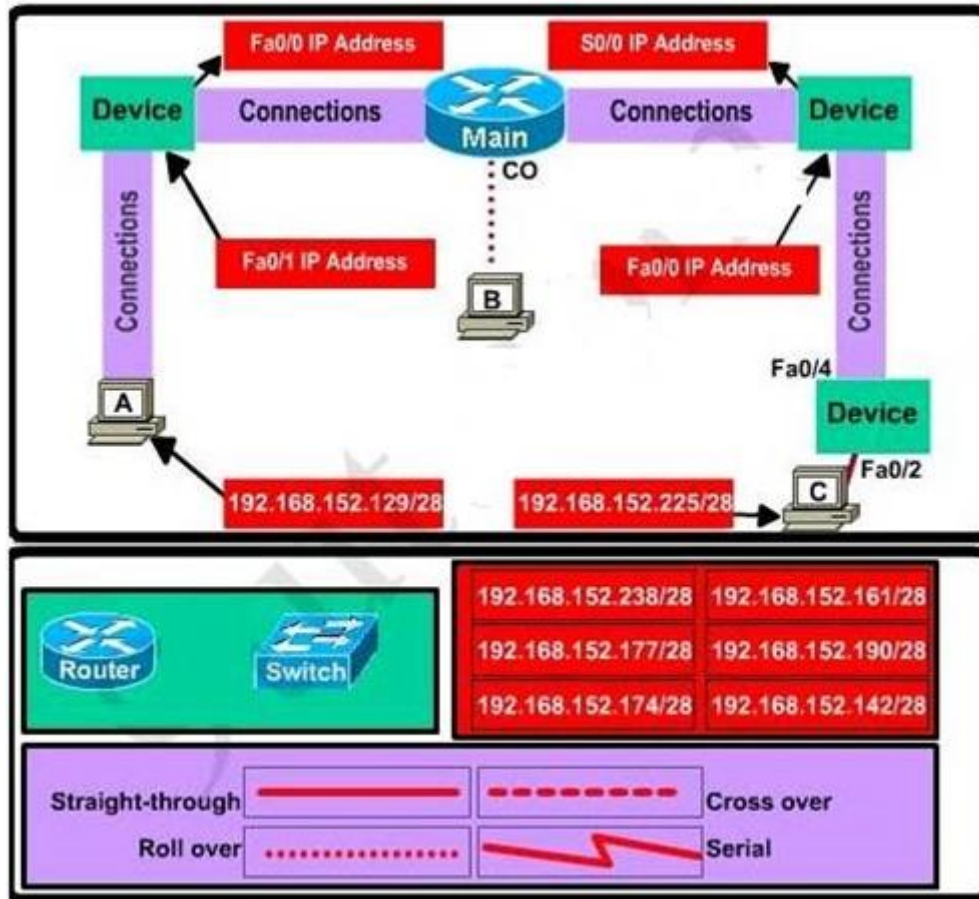 Fa0/0 IP Address
S0/0 IP Address
Device
Connections
Main
Connections
Device
CO
Connections
Connections
Fa0/1 IP Address
Fa0/0 IP Address
B
Fa0/4
A
Device
Fa0/2
C
192.168.152.129/28
192.168.152.225/28
Router
Switch
192.168.152.238/28
192.168.152.161/28
192.168.152.177/28
192.168.152.190/28
192.168.152.174/28
192.168.152.142/28
Straight-through
Cross over
Roll over
Serial